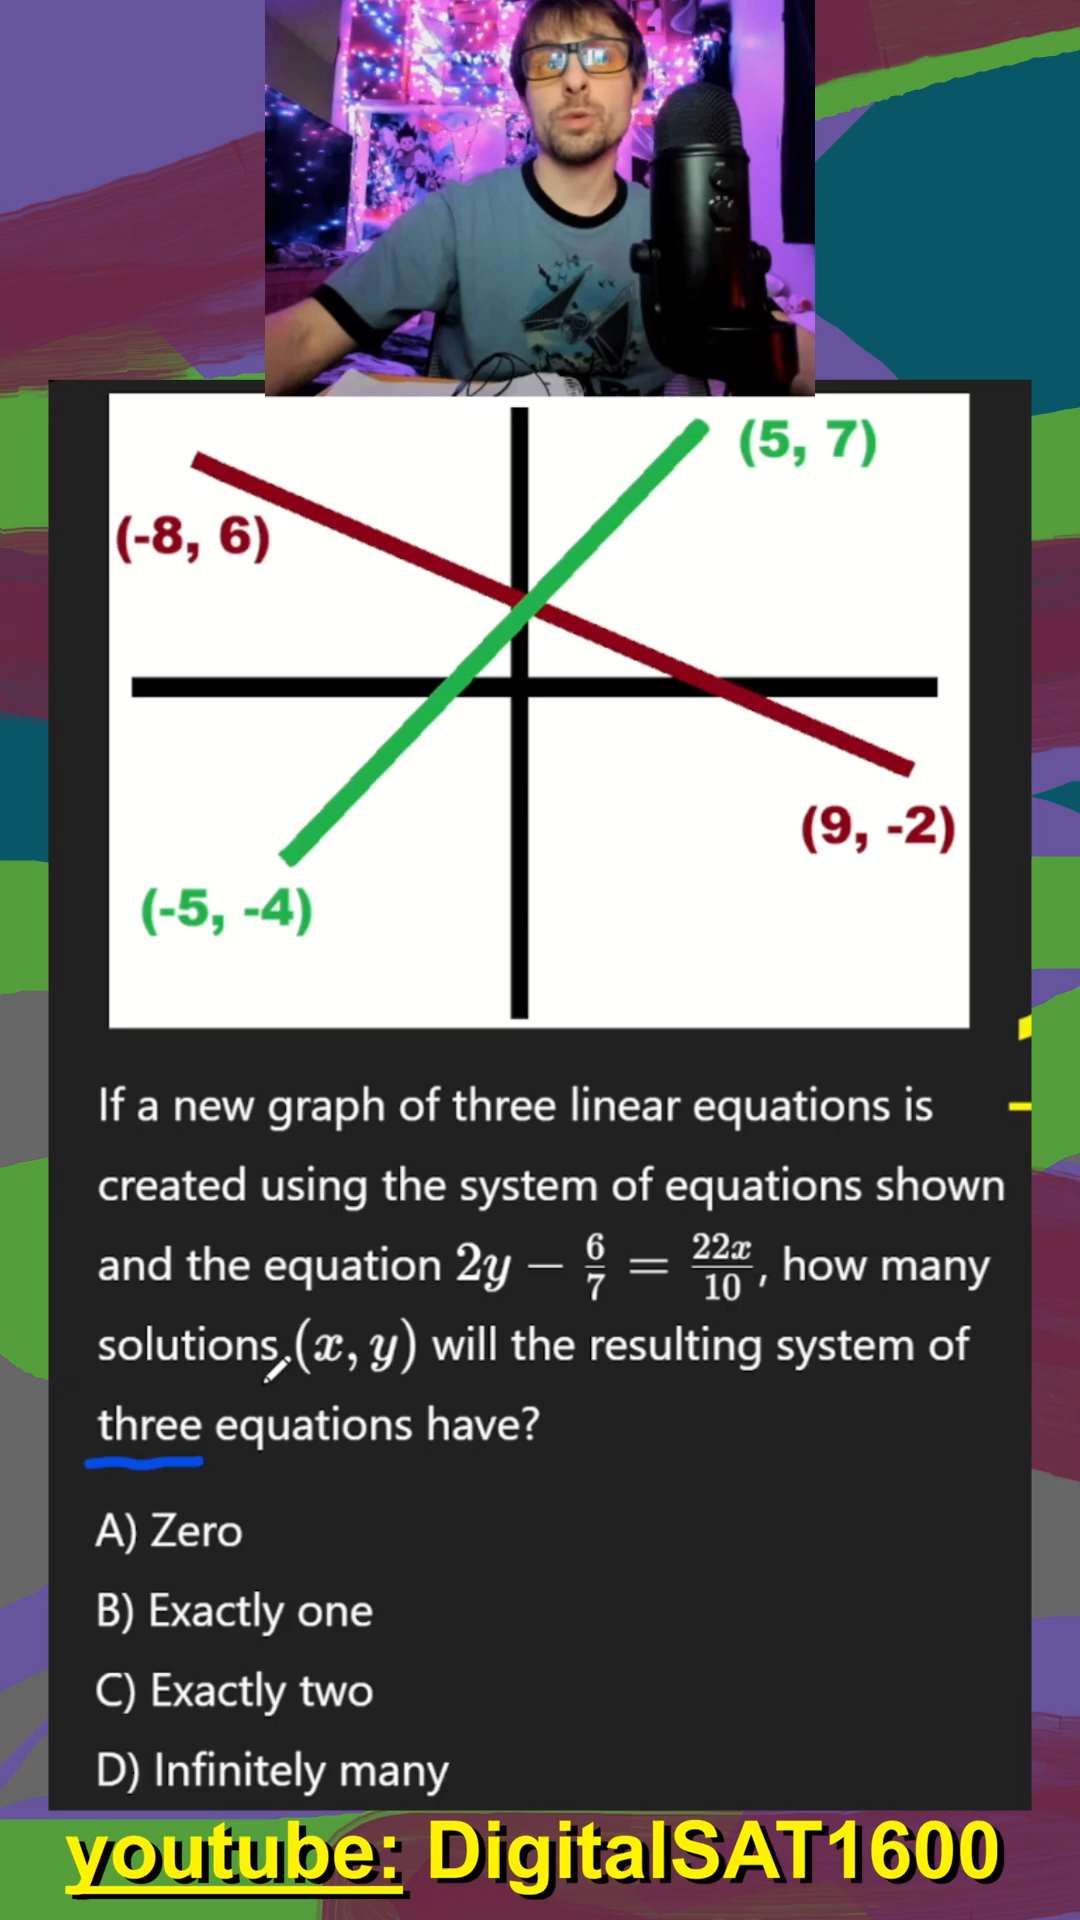 (5, 7)
(-8, 6)
(9, -2)
(-5, -4)
If a new graph of three linear equations is
created using the system of equations shown
and the equation 2y − 6/7 = 22x/10, how many
solutions (x, y) will the resulting system of
three equations have?
A) Zero
B) Exactly one
C) Exactly two
D) Infinitely many
youtube: DigitalSAT1600